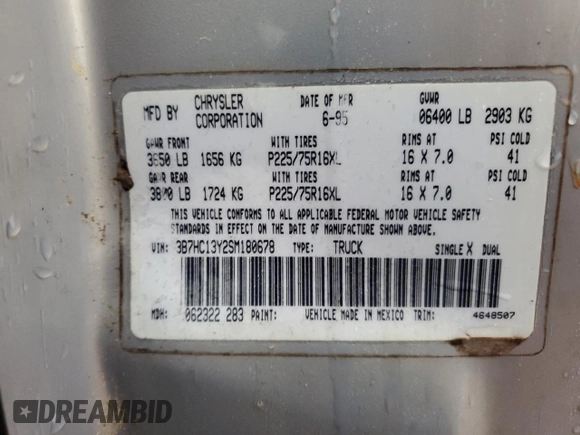 MFD BY CHRYSLER CORPORATION DATE OF MFR 6-95 GVWR 06400 LB 2903 KG
GAWR FRONT WITH TIRES RIMS AT PSI COLD
3650 LB 1656 KG P225/75R16XL 16 X 7.0 41
GAWR REAR WITH TIRES RIMS AT PSI COLD
3800 LB 1724 KG P225/75R16XL 16 X 7.0 41
THIS VEHICLE CONFORMS TO ALL APPLICABLE FEDERAL MOTOR VEHICLE SAFETY
STANDARDS IN EFFECT ON THE DATE OF MANUFACTURE SHOWN ABOVE.
VIN: 3B7HC13Y2SM180678 TYPE: TRUCK SINGLE X DUAL
MDH: 062322 283 PAINT: VEHICLE MADE IN MEXICO TRIM: 4648507
DREAMBID